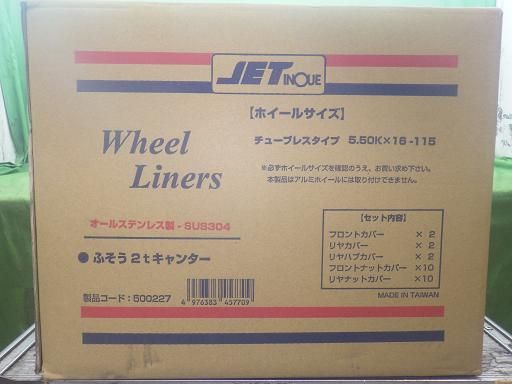 JET INOUE
【ホイールサイズ】
チューブレスタイプ 5.50K×16-115
※必ずホイールサイズを確認のうえ、お買い求め下さい。
本製品はアルミホイールには取り付けできません。
Wheel
Liners
オールステンレス製-SUS304
●ふそう2tキャンター
【セット内容】
フロントカバー ×2
リヤカバー ×2
リヤハブカバー ×2
フロントナットカバー ×10
リヤナットカバー ×10
製品コード：500227
4 976383 457709
MADE IN TAIWAN